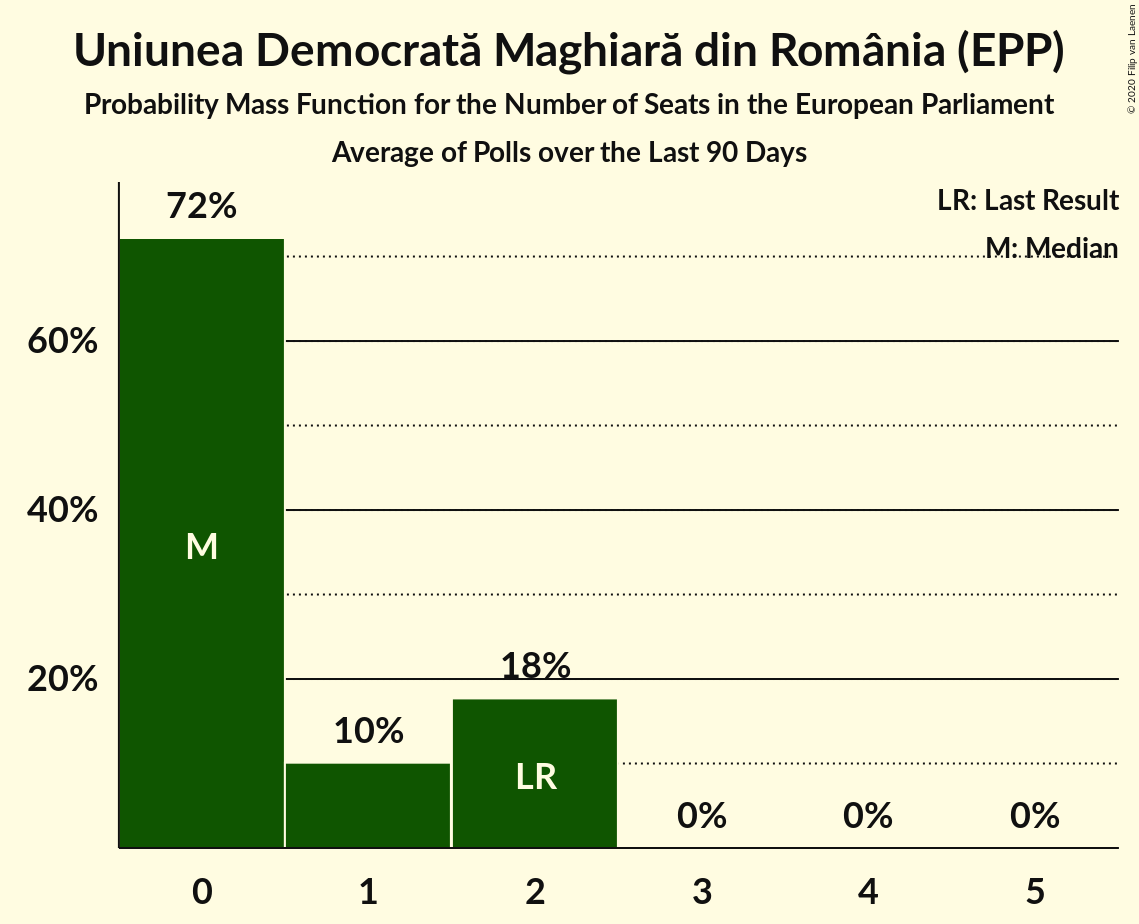 Uniunea Democrată Maghiară din România (EPP)
Probability Mass Function for the Number of Seats in the European Parliament
Average of Polls over the Last 90 Days
© 2020 Filip van Laenen
LR: Last Result
M: Median
72%
60%
40%
M
20%
18%
10%
LR
0%
0%
0%
0
1
2
3
4
5